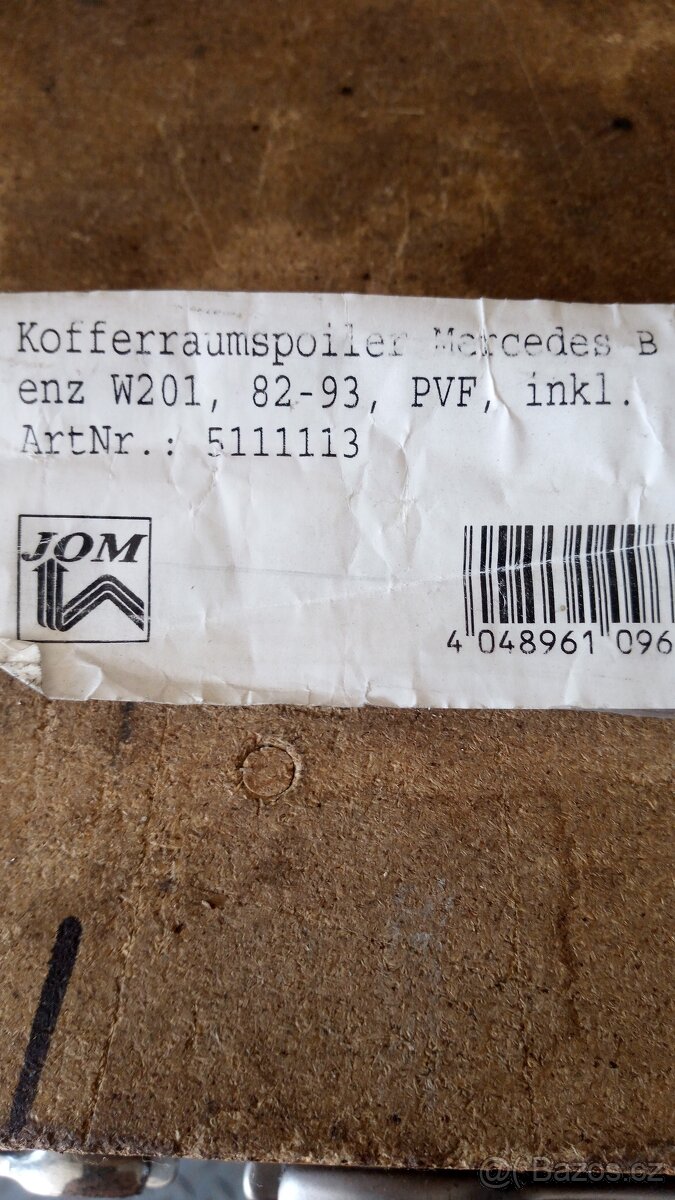 Kofferraumspoiler Mercedes B
enz W201, 82-93, PVF, inkl.
ArtNr.: 5111113
JOM
4 048961 096
@ Bazos.cz